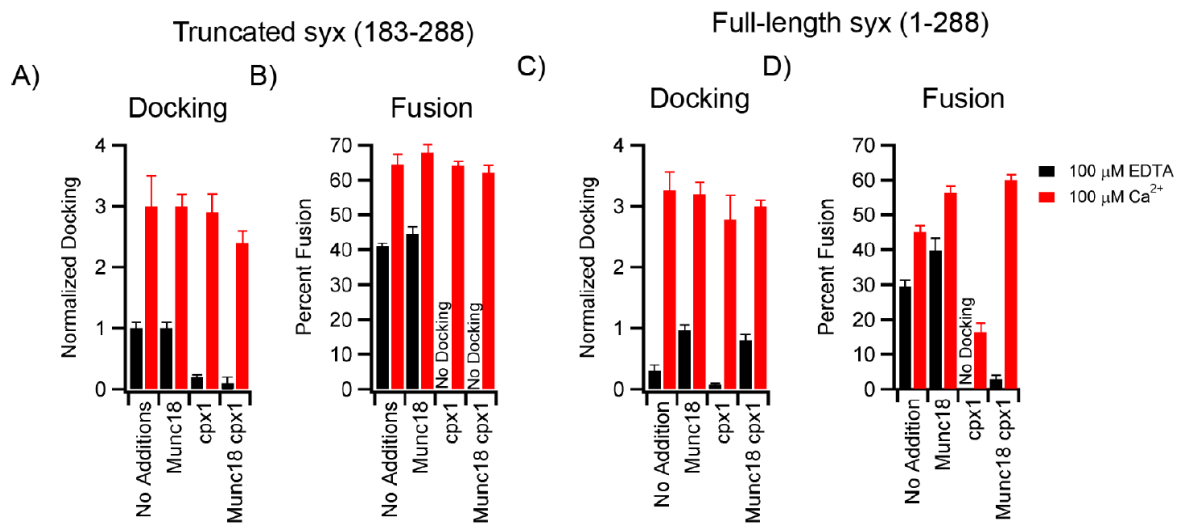 Truncated syx (183-288)
Full-length syx (1-288)
A)
B)
C)
D)
Docking
Fusion
Docking
Fusion
Normalized Docking
4
3
2
1
0
No Additions
Munc18
cpx1
Munc18 cpx1
Percent Fusion
70
60
50
40
30
20
10
0
No Docking
No Docking
No Additions
Munc18
cpx1
Munc18 cpx1
Normalized Docking
4
3
2
1
0
No Addition
Munc18
cpx1
Munc18 cpx1
Percent Fusion
70
60
50
40
30
20
10
0
No Docking
No Addition
Munc18
cpx1
Munc18 cpx1
100 μM EDTA
100 μM Ca²⁺